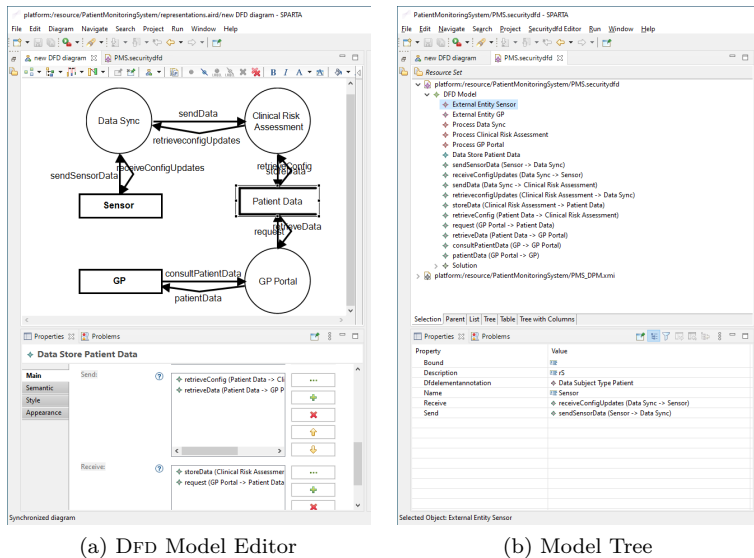 platform:/resource/PatientMonitoringSystem/representations.aird/new DFD diagram - SPARTA
File Edit Diagram Navigate Search Project Run Window Help
new DFD diagram PMS.securitydfd
Data Sync
sendData
Clinical Risk
Assessment
retrieveconfigUpdates
receiveConfigUpdates
sendSensorData
retrieveConfig
storeData
Sensor
Patient Data
retrieveData
request
GP
consultPatientData
patientData
GP Portal
Properties Problems
Data Store Patient Data
Main
Semantic
Style
Appearance
Send:
retrieveConfig (Patient Data -> Cli
retrieveData (Patient Data -> GP P
Receive:
storeData (Clinical Risk Assessmer
request (GP Portal -> Patient Data
Synchronized diagram
(a) DFD Model Editor
PatientMonitoringSystem/PMS.securitydfd - SPARTA
File Edit Navigate Search Project Securitydfd Editor Run Window Help
new DFD diagram PMS.securitydfd
Resource Set
platform:/resource/PatientMonitoringSystem/PMS.securitydfd
DFD Model
External Entity Sensor
External Entity GP
Process Data Sync
Process Clinical Risk Assessment
Process GP Portal
Data Store Patient Data
sendSensorData (Sensor -> Data Sync)
receiveConfigUpdates (Data Sync -> Sensor)
sendData (Data Sync -> Clinical Risk Assessment)
retrieveconfigUpdates (Clinical Risk Assessment -> Data Sync)
storeData (Clinical Risk Assessment -> Patient Data)
retrieveConfig (Patient Data -> Clinical Risk Assessment)
request (GP Portal -> Patient Data)
retrieveData (Patient Data -> GP Portal)
consultPatientData (GP -> GP Portal)
patientData (GP Portal -> GP)
Solution
platform:/resource/PatientMonitoringSystem/PMS_DPM.xmi
Selection Parent List Tree Table Tree with Columns
Properties Problems
Property Value
Bound
Description r5
Dfdelementannotation Data Subject Type Patient
Name Sensor
Receive receiveConfigUpdates (Data Sync -> Sensor)
Send sendSensorData (Sensor -> Data Sync)
Selected Object: External Entity Sensor
(b) Model Tree